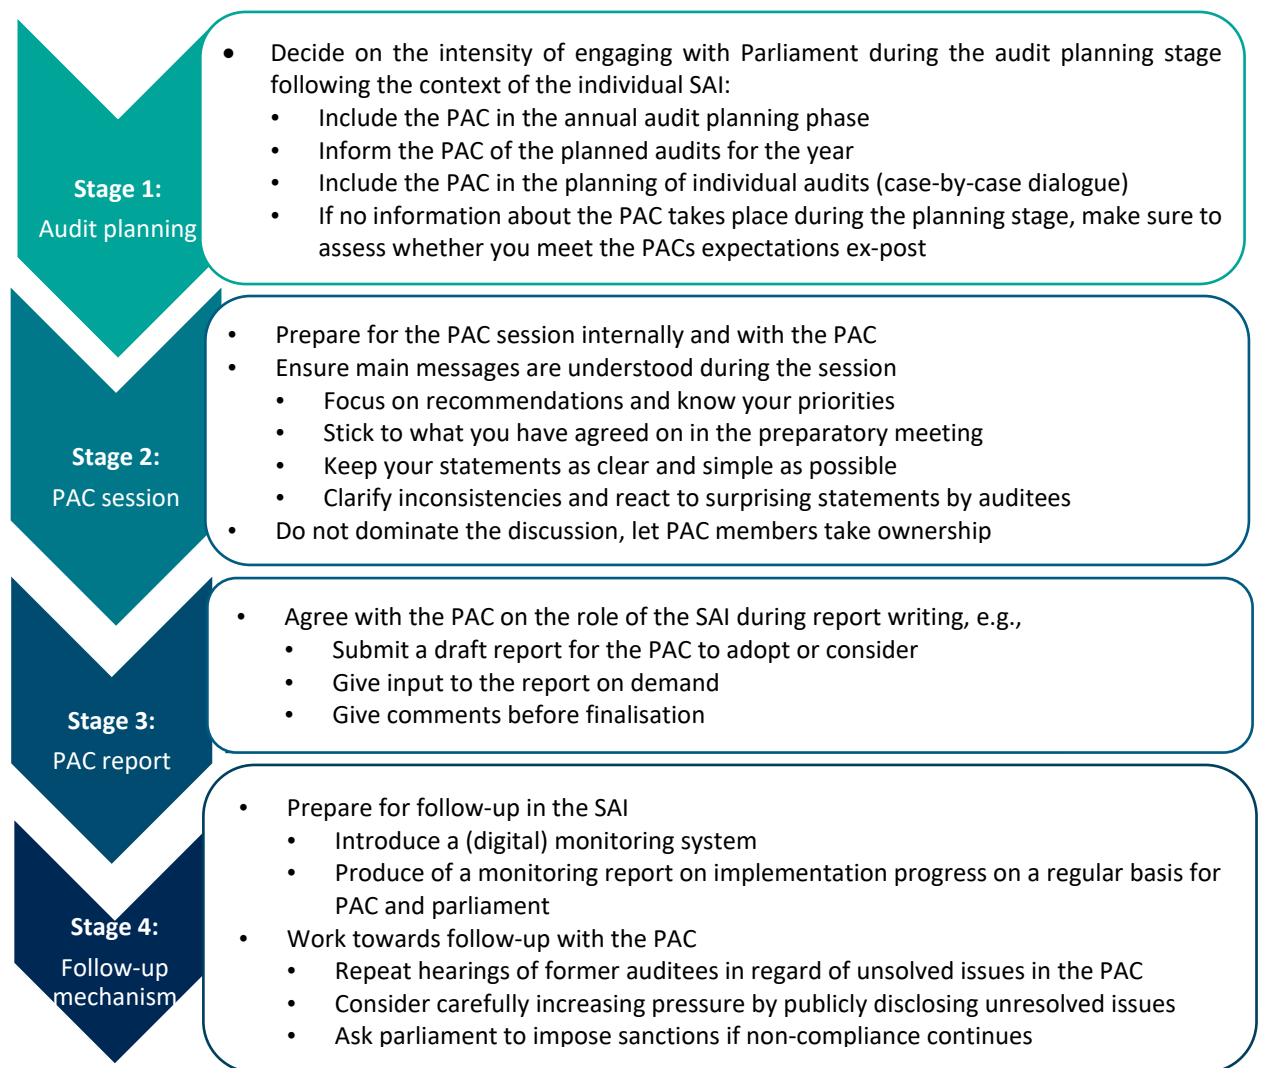 Stage 1:
Audit planning
• Decide on the intensity of engaging with Parliament during the audit planning stage
following the context of the individual SAI:
• Include the PAC in the annual audit planning phase
• Inform the PAC of the planned audits for the year
• Include the PAC in the planning of individual audits (case-by-case dialogue)
• If no information about the PAC takes place during the planning stage, make sure to
assess whether you meet the PACs expectations ex-post
Stage 2:
PAC session
• Prepare for the PAC session internally and with the PAC
• Ensure main messages are understood during the session
• Focus on recommendations and know your priorities
• Stick to what you have agreed on in the preparatory meeting
• Keep your statements as clear and simple as possible
• Clarify inconsistencies and react to surprising statements by auditees
• Do not dominate the discussion, let PAC members take ownership
Stage 3:
PAC report
• Agree with the PAC on the role of the SAI during report writing, e.g.,
• Submit a draft report for the PAC to adopt or consider
• Give input to the report on demand
• Give comments before finalisation
Stage 4:
Follow-up
mechanism
• Prepare for follow-up in the SAI
• Introduce a (digital) monitoring system
• Produce of a monitoring report on implementation progress on a regular basis for
PAC and parliament
• Work towards follow-up with the PAC
• Repeat hearings of former auditees in regard of unsolved issues in the PAC
• Consider carefully increasing pressure by publicly disclosing unresolved issues
• Ask parliament to impose sanctions if non-compliance continues